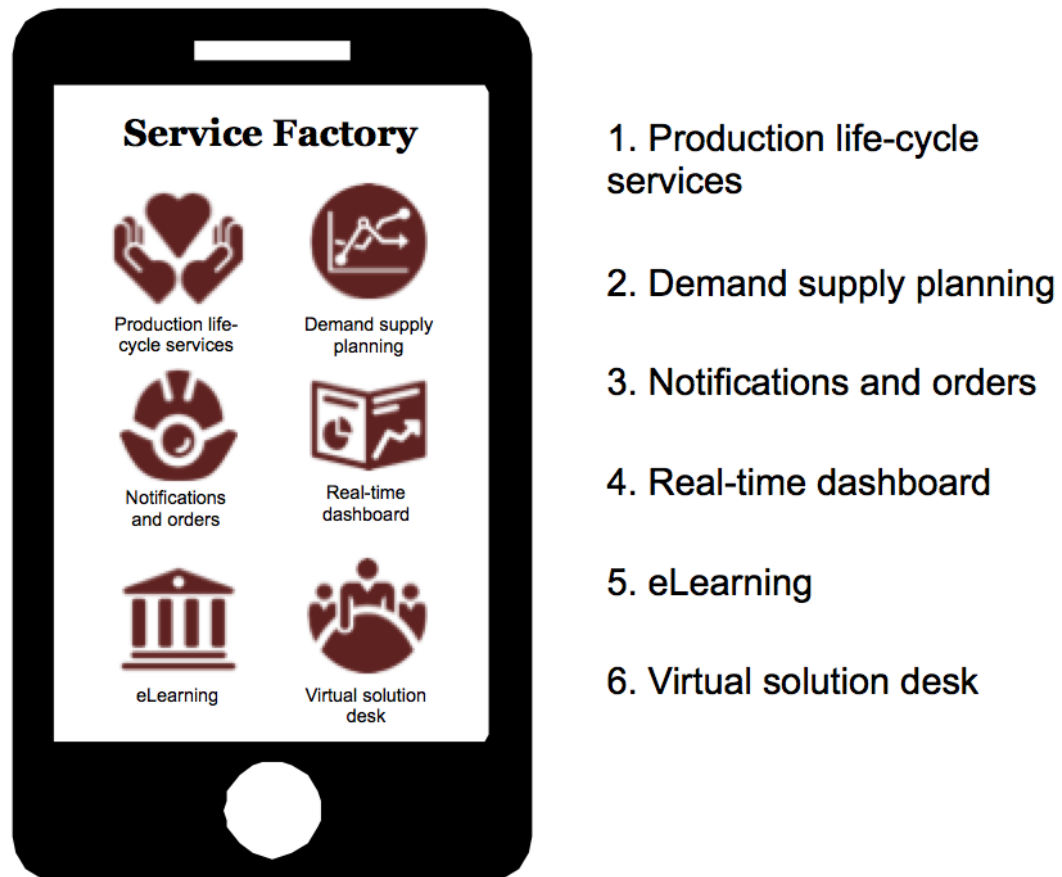 Service Factory
Production life-
cycle services
Demand supply
planning
Notifications
and orders
Real-time
dashboard
eLearning
Virtual solution
desk
1. Production life-cycle
services
2. Demand supply planning
3. Notifications and orders
4. Real-time dashboard
5. eLearning
6. Virtual solution desk